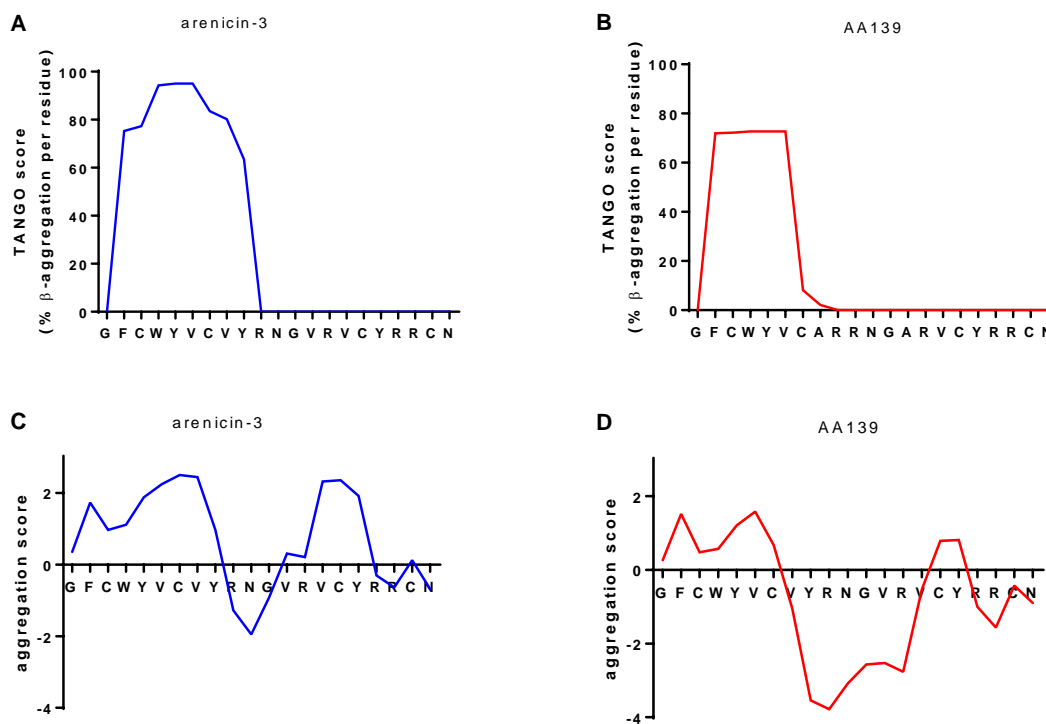 A
arenicin-3
TANGO score
(% β-aggregation per residue)
100
80
60
40
20
0
G F C W Y V C V Y R N G V R V C Y R R C N
B
AA139
TANGO score
(% β-aggregation per residue)
100
80
60
40
20
0
G F C W Y V C A R R N G A R V C Y R R C N
C
arenicin-3
aggregation score
2
0
-2
-4
G F C W Y V C V Y R N G V R V C Y R R C N
D
AA139
aggregation score
2
0
-2
-4
G F C W Y V C V Y R N G V R V C Y R R C N